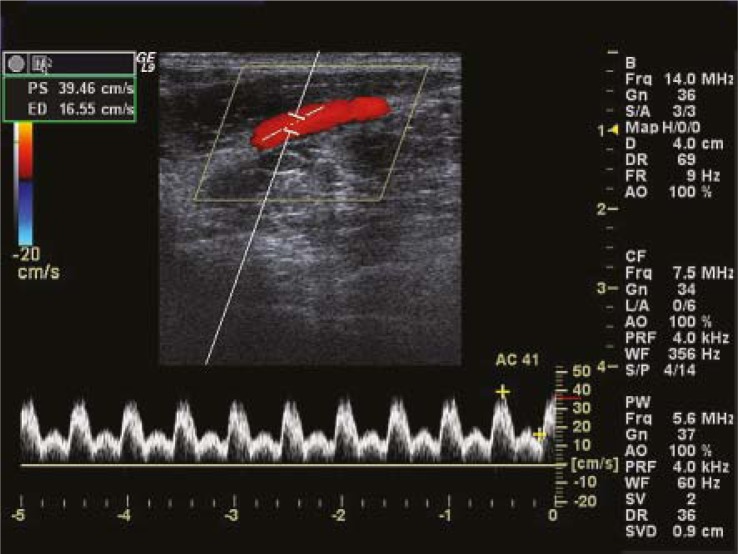 GE
L9
PS 39.46 cm/s
ED 16.55 cm/s
-20
cm/s
1
2
3
4
B
Frq 14.0 MHz
Gn 36
S/A 3/3
Map H/0/0
D 4.0 cm
DR 69
FR 9 Hz
AO 100 %
CF
Frq 7.5 MHz
Gn 34
L/A 0/6
AO 100 %
PRF 4.0 kHz
WF 356 Hz
S/P 4/14
PW
Frq 5.6 MHz
Gn 37
AO 100 %
PRF 4.0 kHz
WF 60 Hz
SV 2
DR 36
SVD 0.9 cm
AC 41
50
40
30
20
10
[cm/s]
-10
-20
-5 -4 -3 -2 -1 0